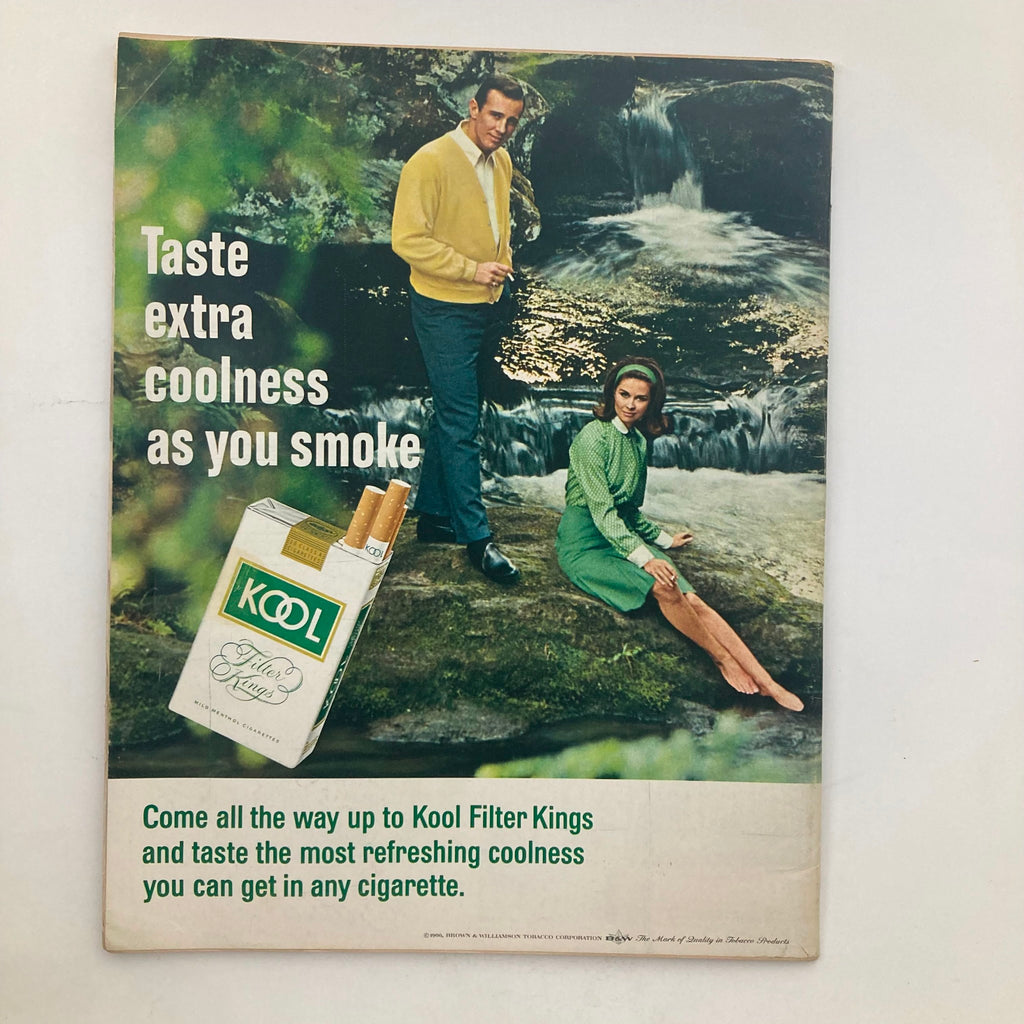 Taste
extra
coolness
as you smoke
KOOL
KOOL
Filter
Kings
MILD MENTHOL CIGARETTES
Come all the way up to Kool Filter Kings
and taste the most refreshing coolness
you can get in any cigarette.
©1966, BROWN & WILLIAMSON TOBACCO CORPORATION B&W The Mark of Quality in Tobacco Products